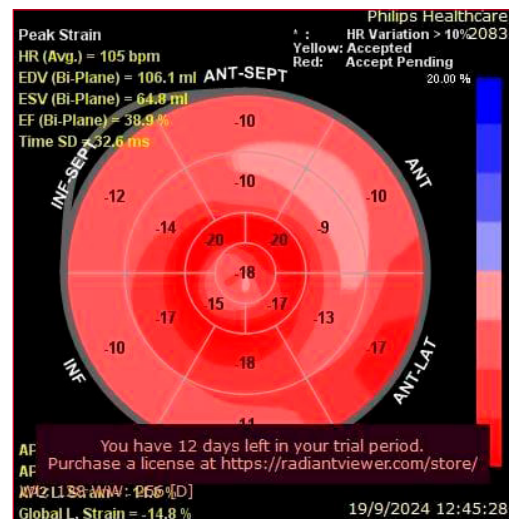 Philips Healthcare
Peak Strain
* : HR Variation > 10%2083
HR (Avg.) = 105 bpm
Yellow: Accepted
Red: Accept Pending
EDV (Bi-Plane) = 106.1 ml
20.00 %
ESV (Bi-Plane) = 64.8 ml
EF (Bi-Plane) = 38.9 %
Time SD = 32.6 ms
ANT-SEPT
INF-SEPT
ANT
-10
-12
-10
-10
-14
-9
-20
-20
-18
-15
-17
-17
-13
-10
-18
-17
INF
ANT-LAT
11
AP
You have 12 days left in your trial period.
AP
Purchase a license at https://radiantviewer.com/store/
Global L. Strain = -14.8 %
19/9/2024 12:45:28